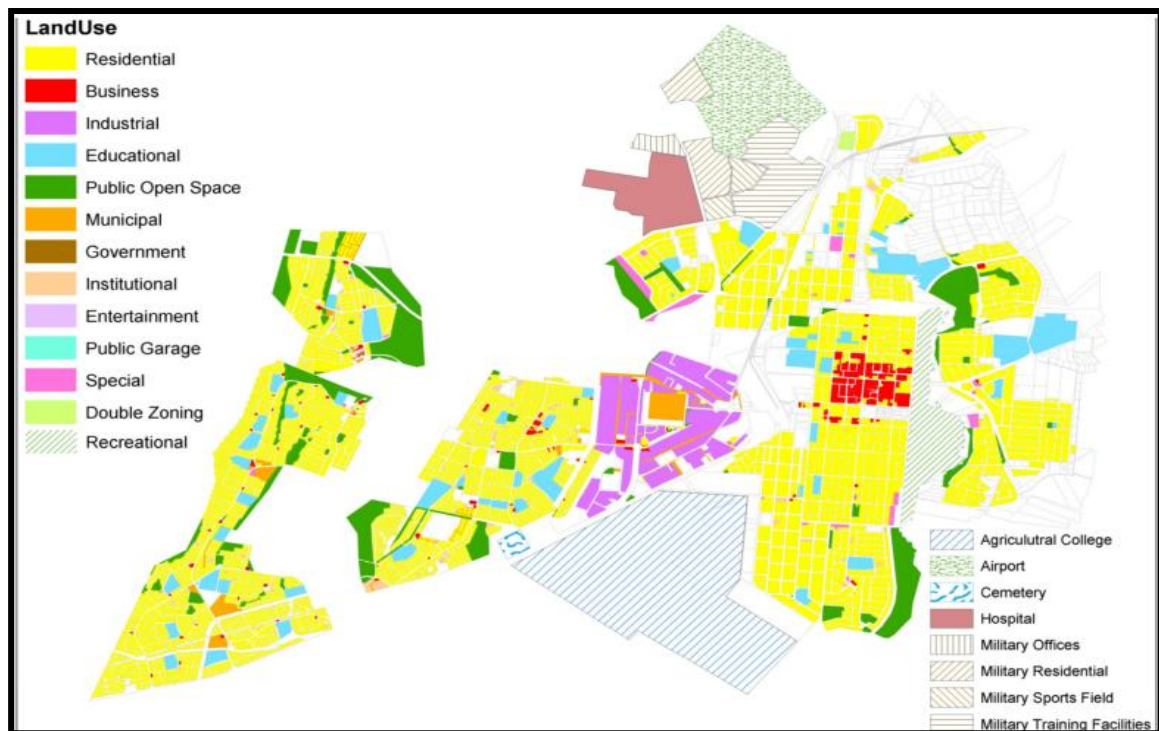 LandUse
Residential
Business
Industrial
Educational
Public Open Space
Municipal
Government
Institutional
Entertainment
Public Garage
Special
Double Zoning
Recreational
Agriculutral College
Airport
Cemetery
Hospital
Military Offices
Military Residential
Military Sports Field
Military Training Facilities